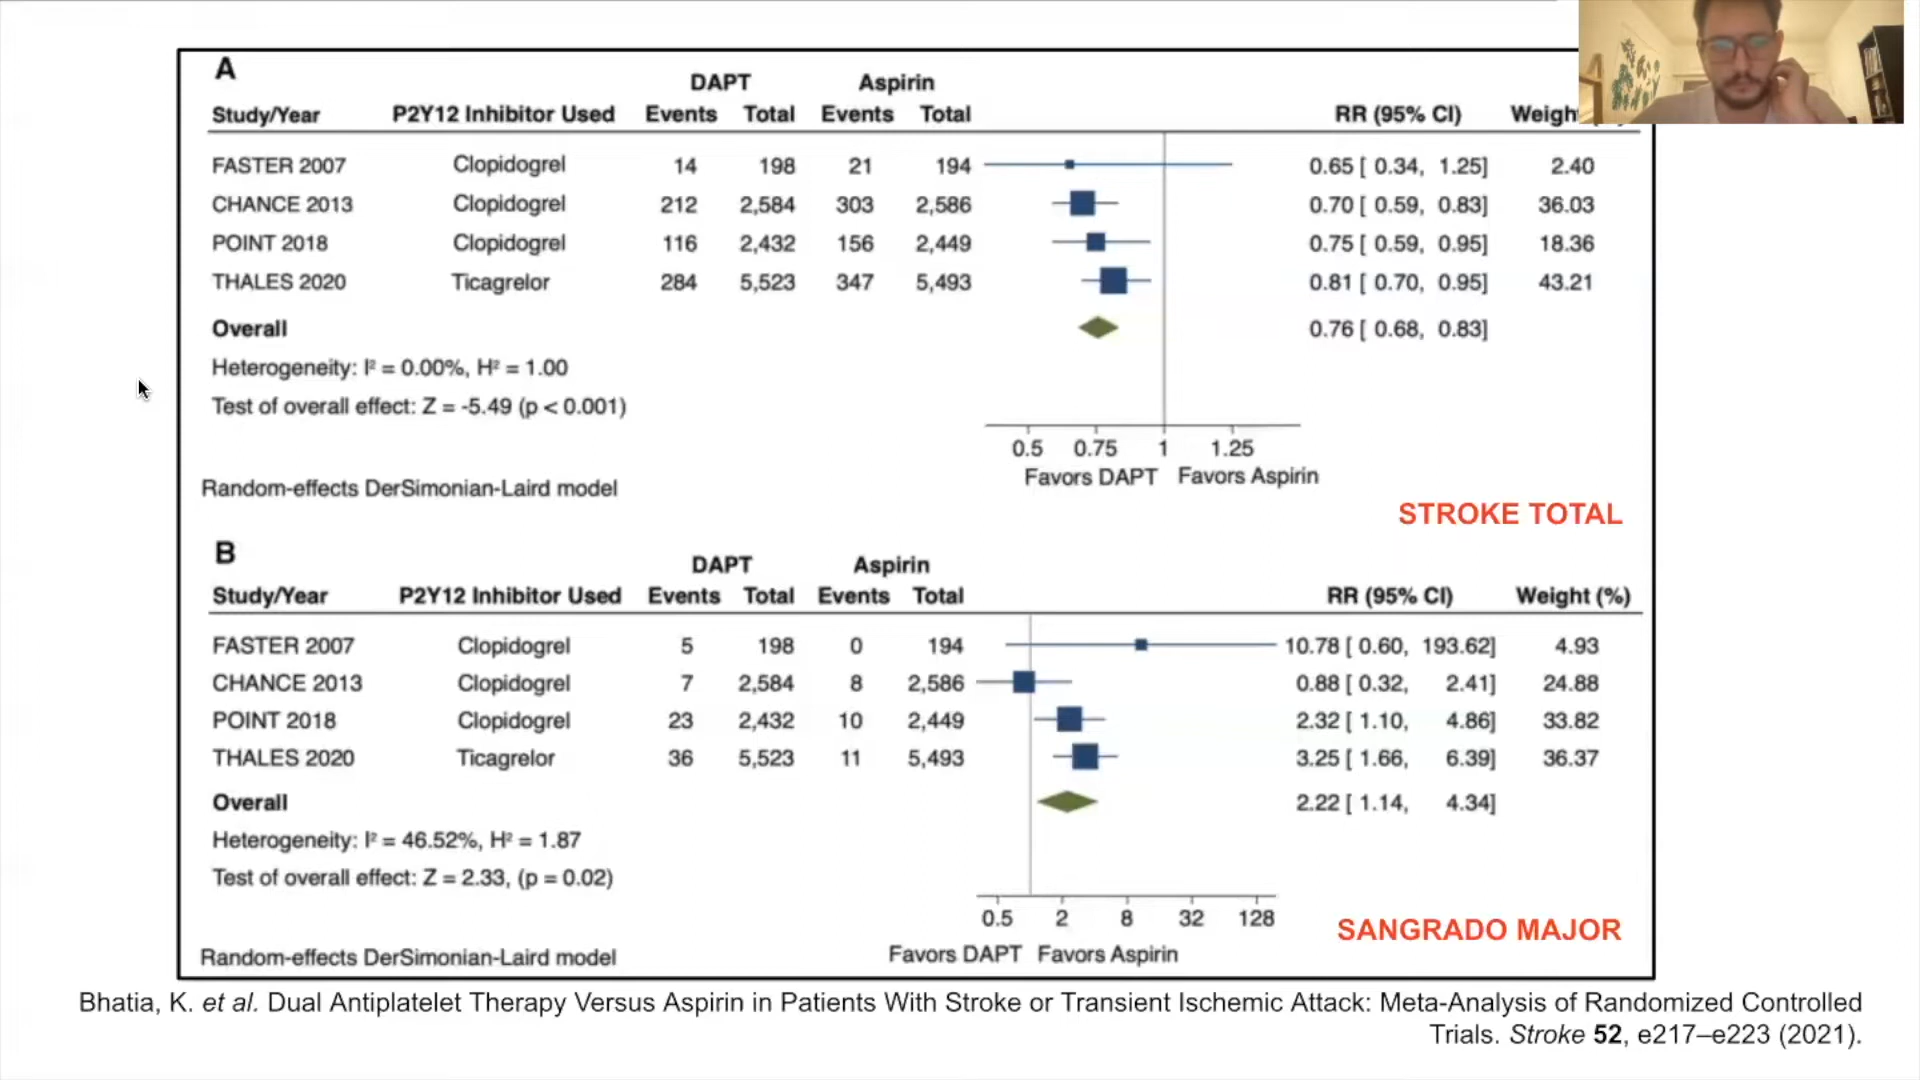 A
DAPT Aspirin
Study/Year P2Y12 Inhibitor Used Events Total Events Total RR (95% CI) Weigh
FASTER 2007 Clopidogrel 14 198 21 194 0.65 [ 0.34, 1.25] 2.40
CHANCE 2013 Clopidogrel 212 2,584 303 2,586 0.70 [ 0.59, 0.83] 36.03
POINT 2018 Clopidogrel 116 2,432 156 2,449 0.75 [ 0.59, 0.95] 18.36
THALES 2020 Ticagrelor 284 5,523 347 5,493 0.81 [ 0.70, 0.95] 43.21
Overall 0.76 [ 0.68, 0.83]
Heterogeneity: I² = 0.00%, H² = 1.00
Test of overall effect: Z = -5.49 (p < 0.001)
0.5 0.75 1 1.25
Favors DAPT Favors Aspirin
Random-effects DerSimonian-Laird model
STROKE TOTAL
B
DAPT Aspirin
Study/Year P2Y12 Inhibitor Used Events Total Events Total RR (95% CI) Weight (%)
FASTER 2007 Clopidogrel 5 198 0 194 10.78 [ 0.60, 193.62] 4.93
CHANCE 2013 Clopidogrel 7 2,584 8 2,586 0.88 [ 0.32, 2.41] 24.88
POINT 2018 Clopidogrel 23 2,432 10 2,449 2.32 [ 1.10, 4.86] 33.82
THALES 2020 Ticagrelor 36 5,523 11 5,493 3.25 [ 1.66, 6.39] 36.37
Overall 2.22 [ 1.14, 4.34]
Heterogeneity: I² = 46.52%, H² = 1.87
Test of overall effect: Z = 2.33, (p = 0.02)
0.5 2 8 32 128
SANGRADO MAJOR
Random-effects DerSimonian-Laird model Favors DAPT Favors Aspirin
Bhatia, K. et al. Dual Antiplatelet Therapy Versus Aspirin in Patients With Stroke or Transient Ischemic Attack: Meta-Analysis of Randomized Controlled
Trials. Stroke 52, e217–e223 (2021).